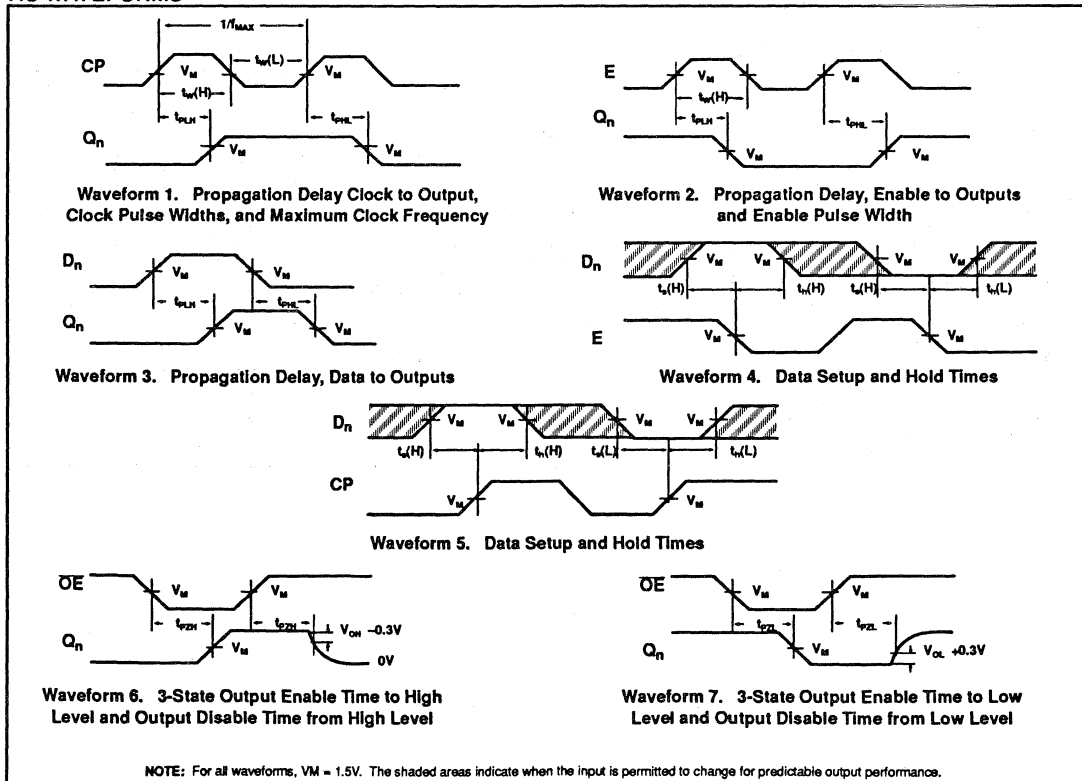 1/fMAX
CP
VM
tw(L)
VM
tw(H)
tPLH
tPHL
Qn
VM
VM
Waveform 1. Propagation Delay Clock to Output,
Clock Pulse Widths, and Maximum Clock Frequency
E
VM
VM
tw(H)
tPLH
tPHL
Qn
VM
VM
Waveform 2. Propagation Delay, Enable to Outputs
and Enable Pulse Width
Dn
VM
VM
tPLH
tPHL
Qn
VM
VM
Waveform 3. Propagation Delay, Data to Outputs
Dn
VM
VM
VM
VM
ts(H)
th(H)
ts(H)
th(L)
E
VM
VM
Waveform 4. Data Setup and Hold Times
Dn
VM
VM
VM
VM
ts(H)
th(H)
ts(L)
th(L)
CP
VM
VM
Waveform 5. Data Setup and Hold Times
OE
VM
VM
tPZH
tPZH
VOH –0.3V
Qn
VM
0V
Waveform 6. 3-State Output Enable Time to High
Level and Output Disable Time from High Level
OE
VM
VM
tPZL
tPZL
Qn
VM
VOL +0.3V
Waveform 7. 3-State Output Enable Time to Low
Level and Output Disable Time from Low Level
NOTE: For all waveforms, VM = 1.5V. The shaded areas indicate when the input is permitted to change for predictable output performance.